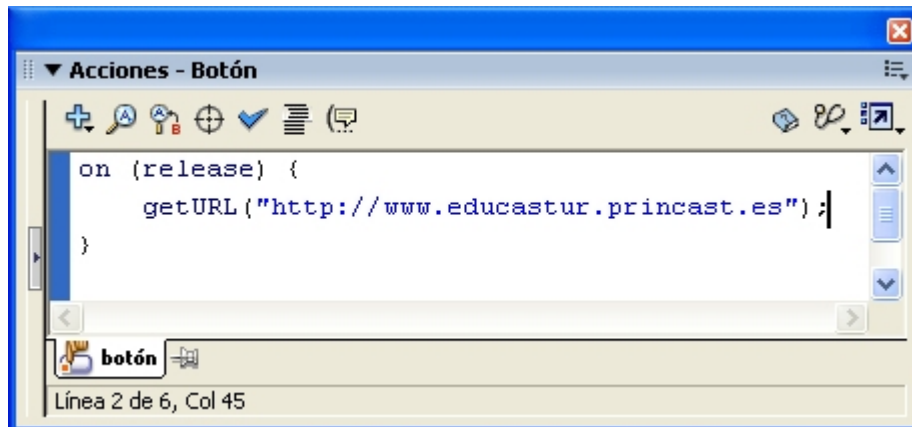 Acciones - Botón
on (release) {
getURL("http://www.educastur.princast.es");
}
botón
Línea 2 de 6, Col 45